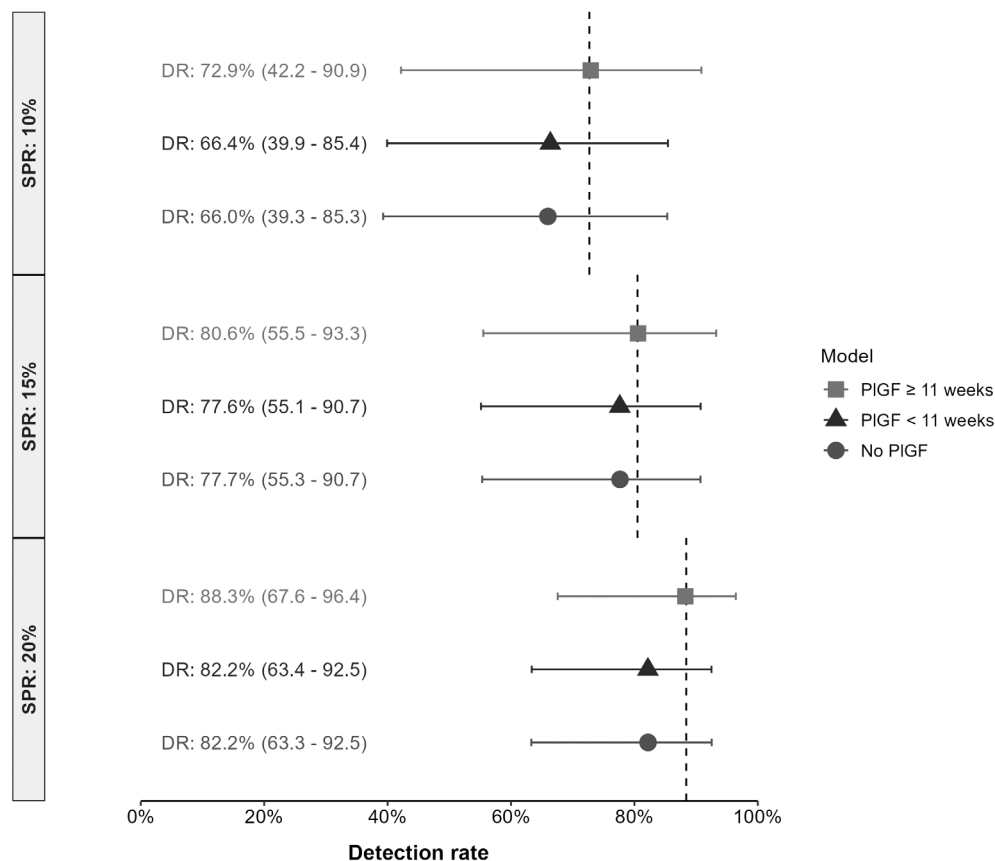 SPR: 10%
DR: 72.9% (42.2 - 90.9)
DR: 66.4% (39.9 - 85.4)
DR: 66.0% (39.3 - 85.3)
SPR: 15%
DR: 80.6% (55.5 - 93.3)
DR: 77.6% (55.1 - 90.7)
DR: 77.7% (55.3 - 90.7)
SPR: 20%
DR: 88.3% (67.6 - 96.4)
DR: 82.2% (63.4 - 92.5)
DR: 82.2% (63.3 - 92.5)
0% 20% 40% 60% 80% 100%
Detection rate
Model
PlGF ≥ 11 weeks
PlGF < 11 weeks
No PlGF